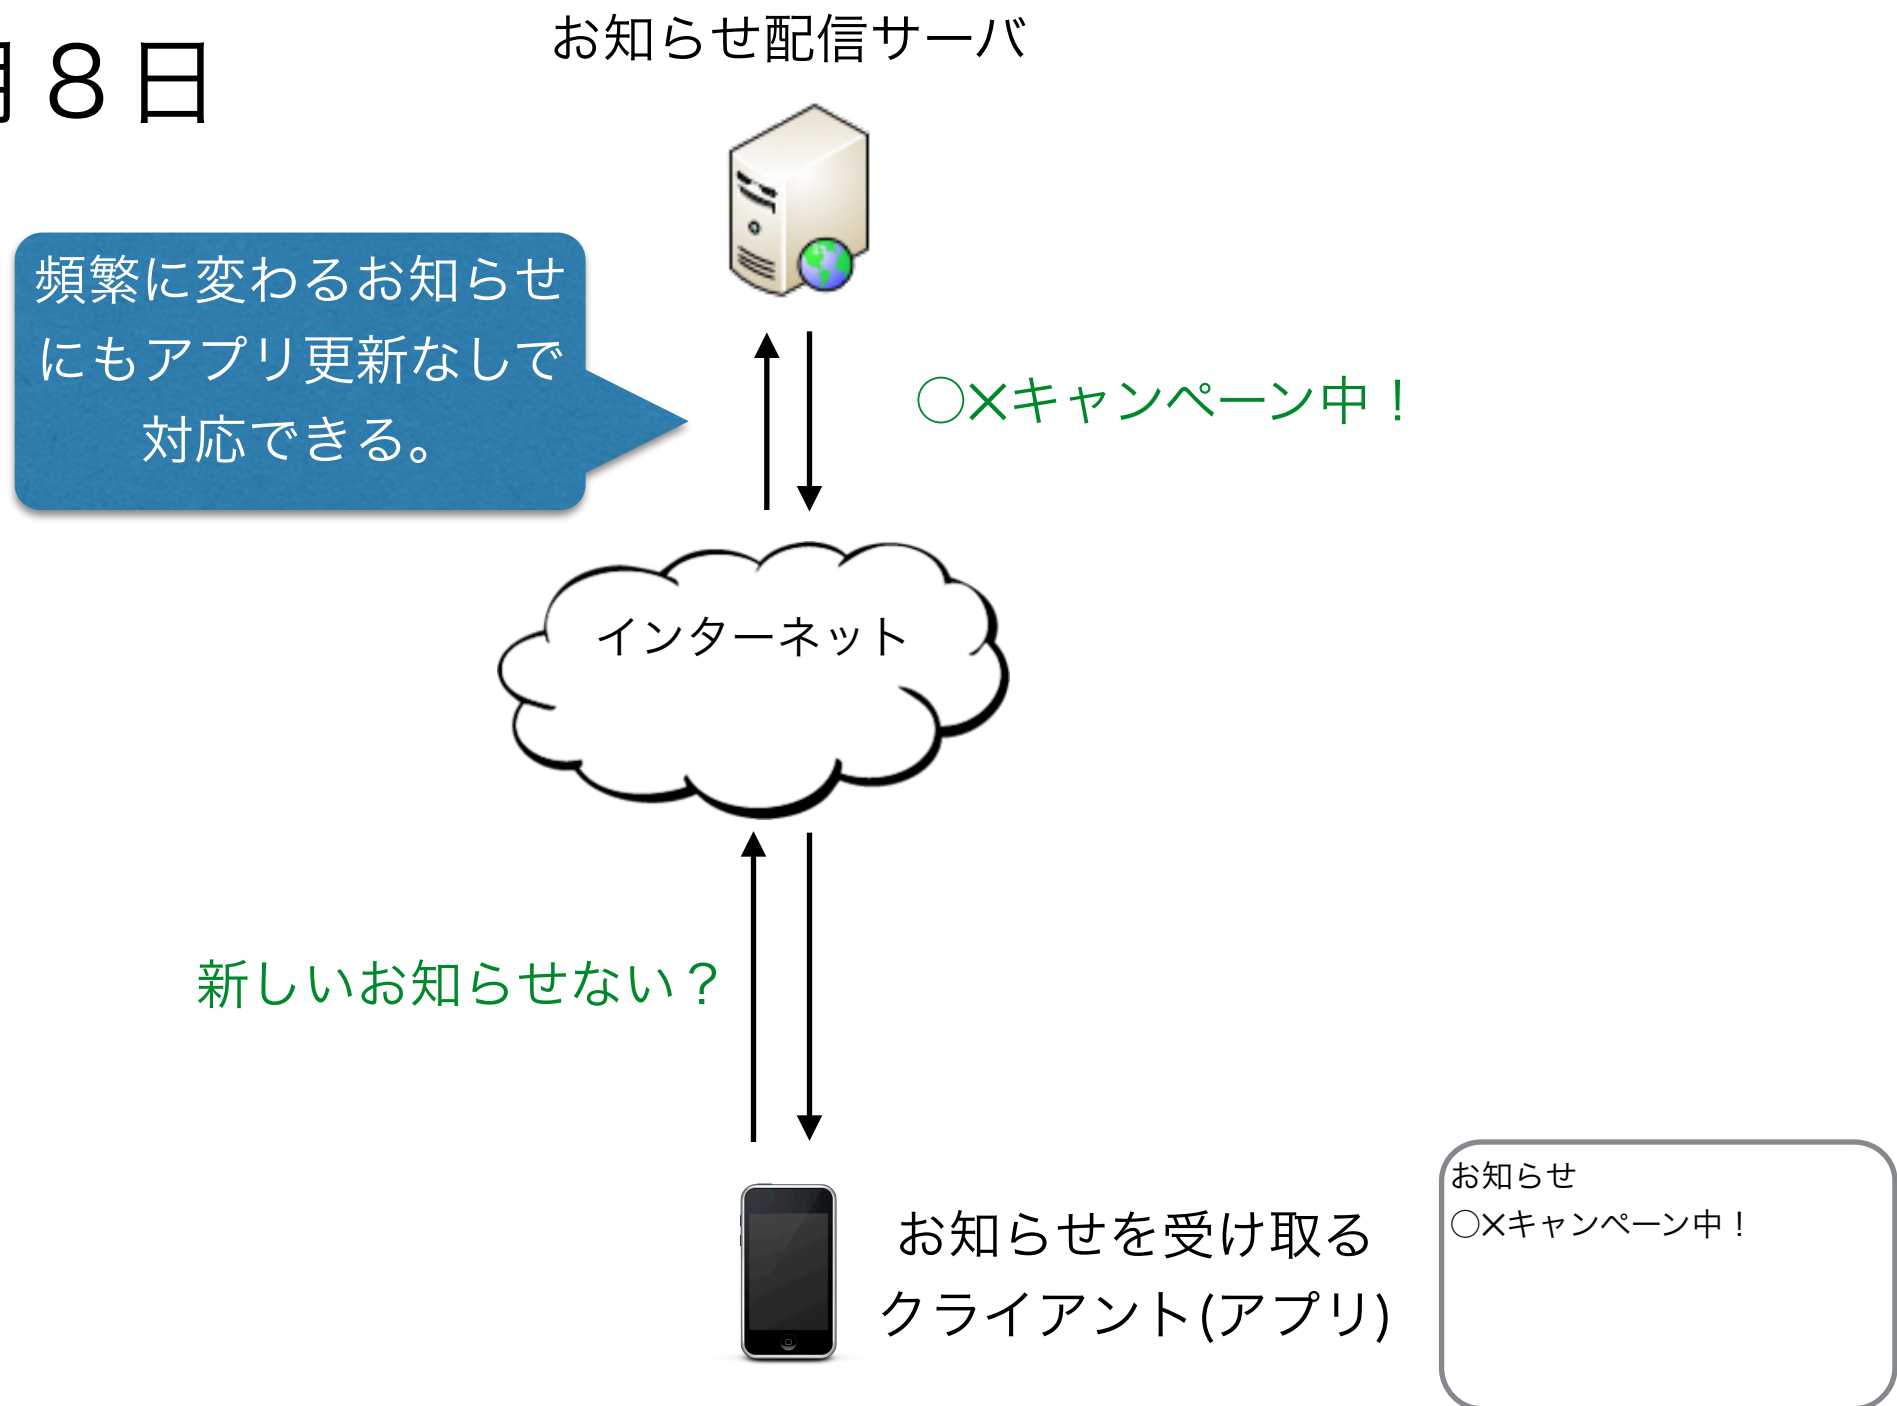 月８日
お知らせ配信サーバ
頻繁に変わるお知らせ
にもアプリ更新なしで
対応できる。
○×キャンペーン中！
インターネット
新しいお知らせない？
お知らせを受け取る
クライアント(アプリ)
お知らせ
○×キャンペーン中！